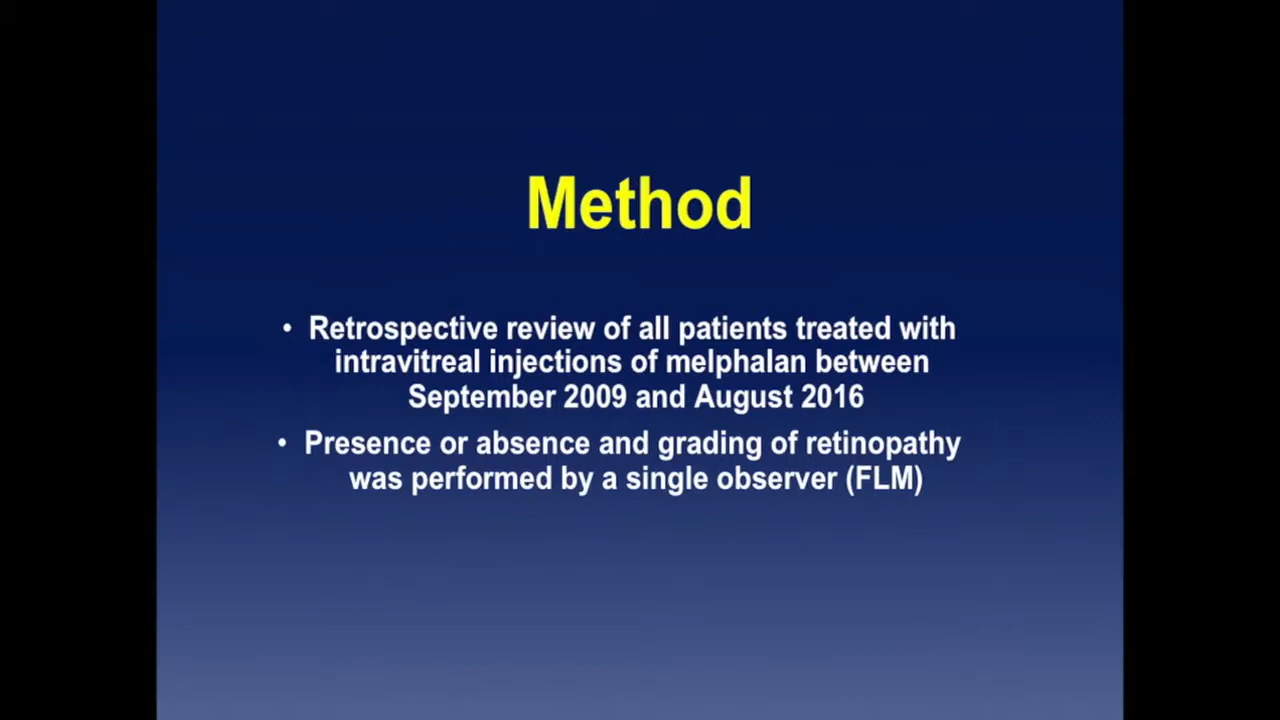 Method
• Retrospective review of all patients treated with
intravitreal injections of melphalan between
September 2009 and August 2016
• Presence or absence and grading of retinopathy
was performed by a single observer (FLM)